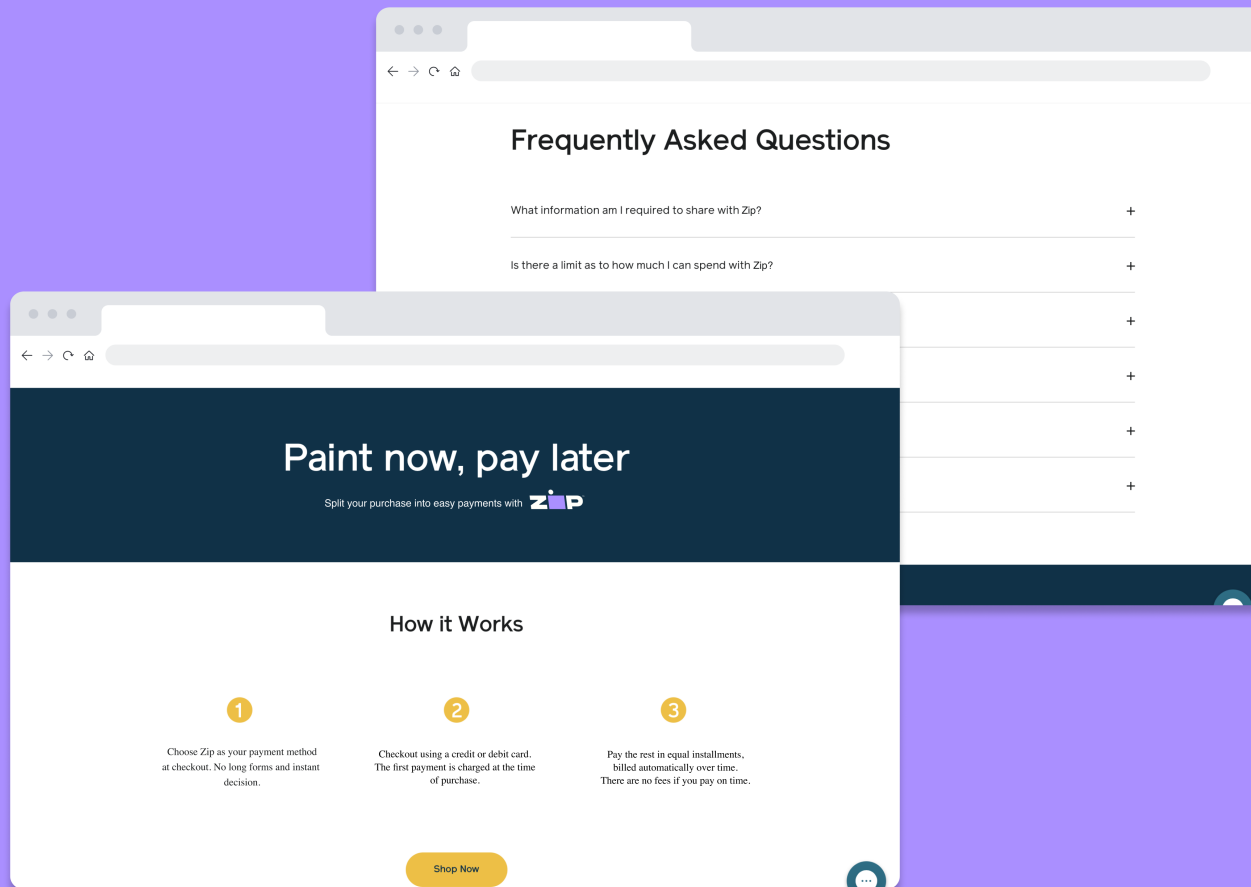 Frequently Asked Questions
What information am I required to share with Zip?
+
Is there a limit as to how much I can spend with Zip?
+
+
+
+
+
Paint now, pay later
Split your purchase into easy payments with ZIP
How it Works
1
Choose Zip as your payment method
at checkout. No long forms and instant
decision.
2
Checkout using a credit or debit card.
The first payment is charged at the time
of purchase.
3
Pay the rest in equal installments,
billed automatically over time.
There are no fees if you pay on time.
Shop Now